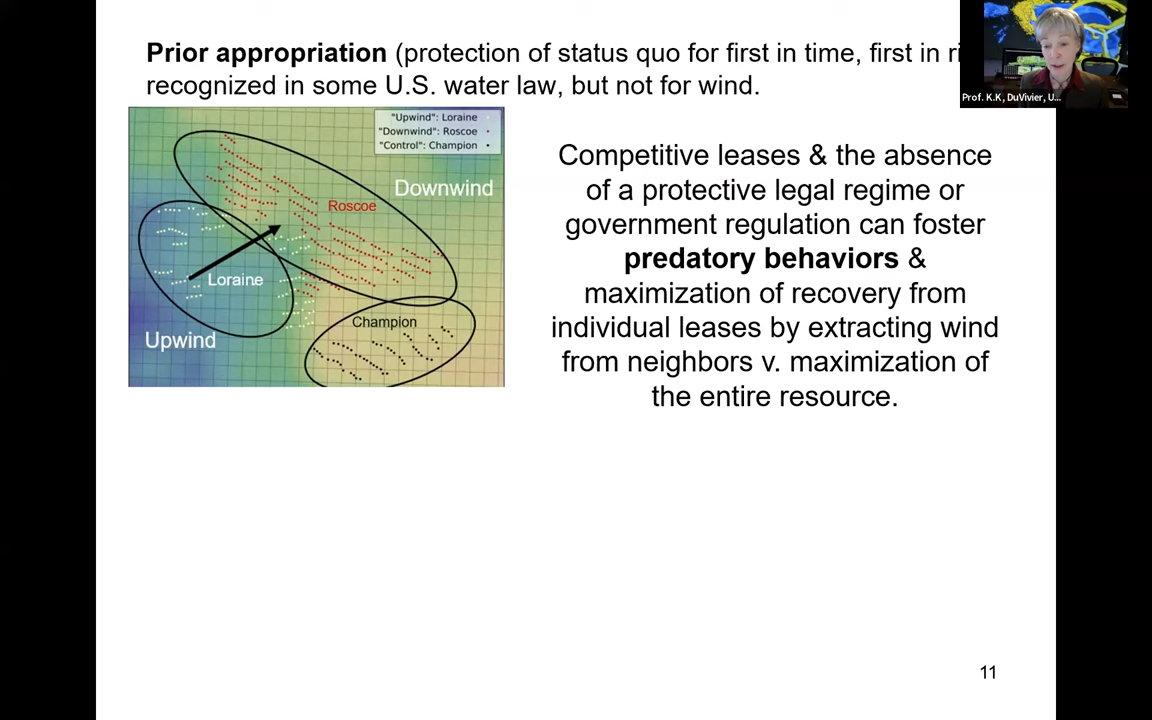 Prior appropriation (protection of status quo for first in time, first in ri
recognized in some U.S. water law, but not for wind.
Prof. K.K, DuVivier, U...
"Upwind": Loraine
"Downwind": Roscoe
"Control": Champion
Downwind
Roscoe
Loraine
Champion
Upwind
Competitive leases & the absence
of a protective legal regime or
government regulation can foster
predatory behaviors &
maximization of recovery from
individual leases by extracting wind
from neighbors v. maximization of
the entire resource.
11